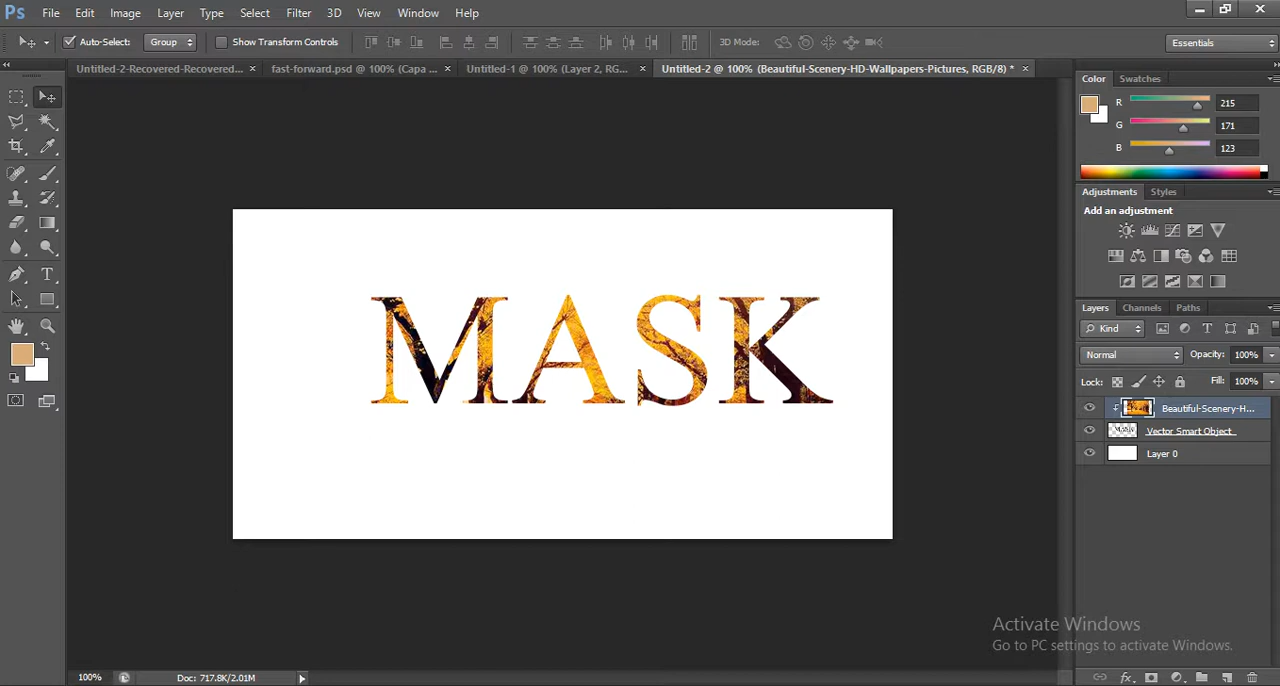 Ps File Edit Image Layer Type Select Filter 3D View Window Help
Auto-Select: Group Show Transform Controls 3D Mode: Essentials
Untitled-2-Recovered-Recovered... × fast-forward.psd @ 100% (Capa ... × Untitled-1 @ 100% (Layer 2, RG... × Untitled-2 @ 100% (Beautiful-Scenery-HD-Wallpapers-Pictures, RGB/8) * ×
Color Swatches
R 215
G 171
B 123
Adjustments Styles
Add an adjustment
MASK
Layers Channels Paths
Kind
Normal Opacity: 100%
Lock: Fill: 100%
Beautiful-Scenery-H...
Vector Smart Object
Layer 0
Activate Windows
Go to PC settings to activate Windows.
100% Doc: 717.8K/2.01M